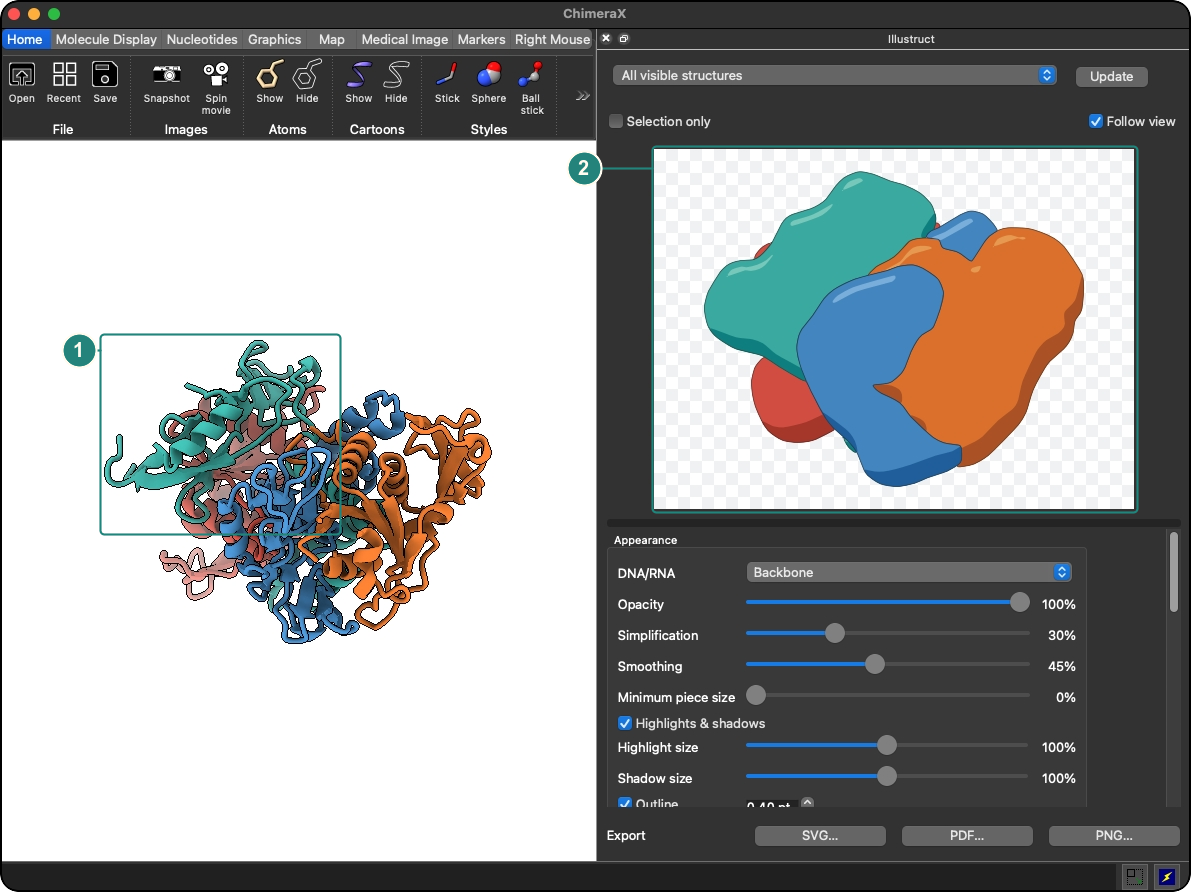 ChimeraX
Home Molecule Display Nucleotides Graphics Map Medical Image Markers Right Mouse
Illustruct
Open Recent Save Snapshot Spin movie Show Hide Show Hide Stick Sphere Ball stick »
File Images Atoms Cartoons Styles
All visible structures Update
Selection only Follow view
1
2
Appearance
DNA/RNA Backbone
Opacity 100%
Simplification 30%
Smoothing 45%
Minimum piece size 0%
Highlights & shadows
Highlight size 100%
Shadow size 100%
Outline 0.40 pt
Export SVG... PDF... PNG...